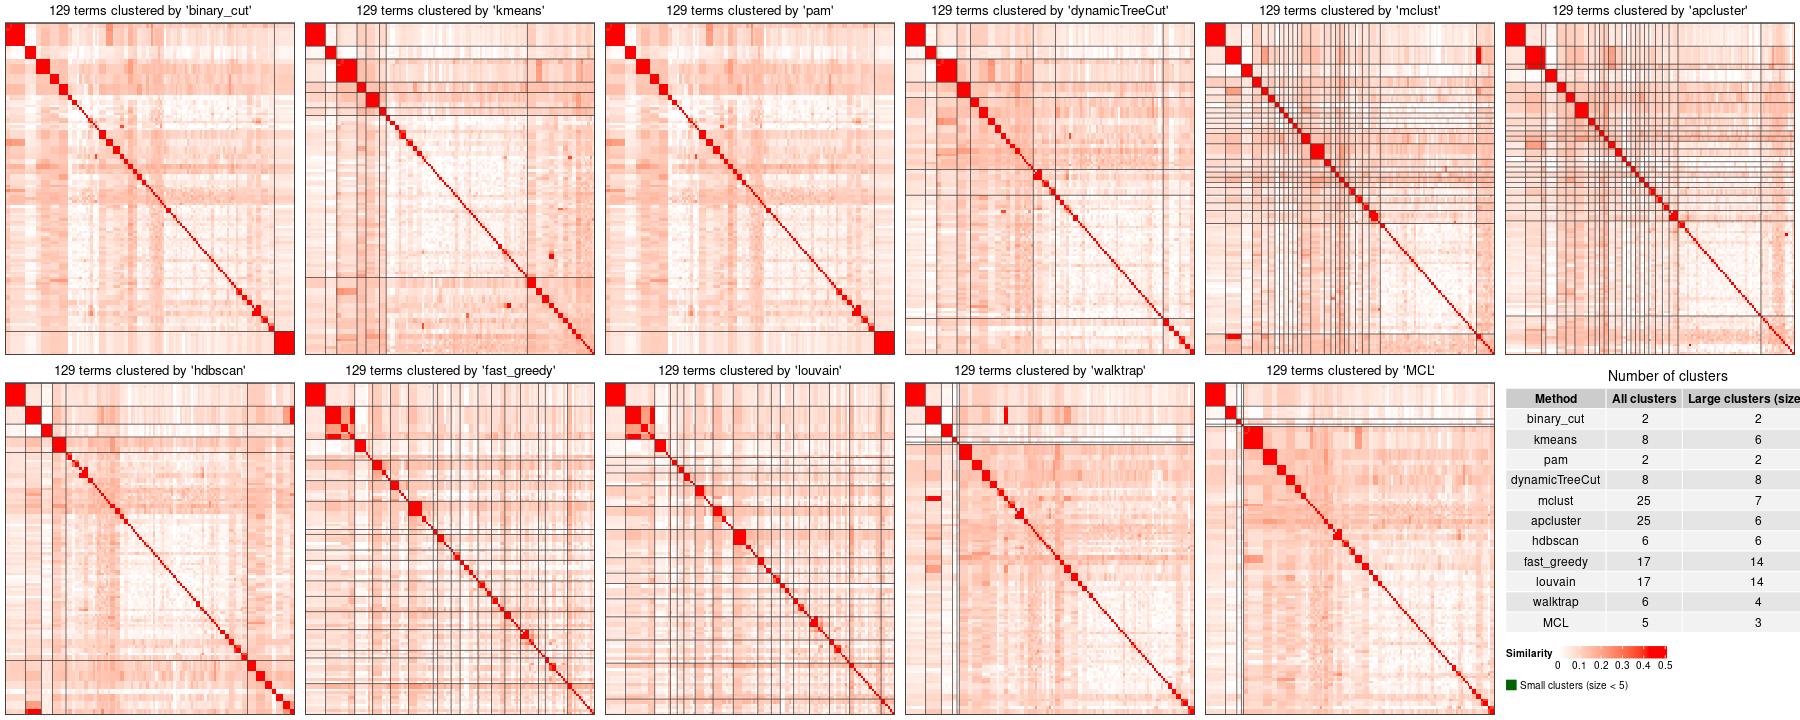 129 terms clustered by 'binary_cut'
129 terms clustered by 'kmeans'
129 terms clustered by 'pam'
129 terms clustered by 'dynamicTreeCut'
129 terms clustered by 'mclust'
129 terms clustered by 'apcluster'
129 terms clustered by 'hdbscan'
129 terms clustered by 'fast_greedy'
129 terms clustered by 'louvain'
129 terms clustered by 'walktrap'
129 terms clustered by 'MCL'
Number of clusters
Method All clusters Large clusters (size
binary_cut 2 2
kmeans 8 6
pam 2 2
dynamicTreeCut 8 8
mclust 25 7
apcluster 25 6
hdbscan 6 6
fast_greedy 17 14
louvain 17 14
walktrap 6 4
MCL 5 3
Similarity
0 0.1 0.2 0.3 0.4 0.5
Small clusters (size < 5)